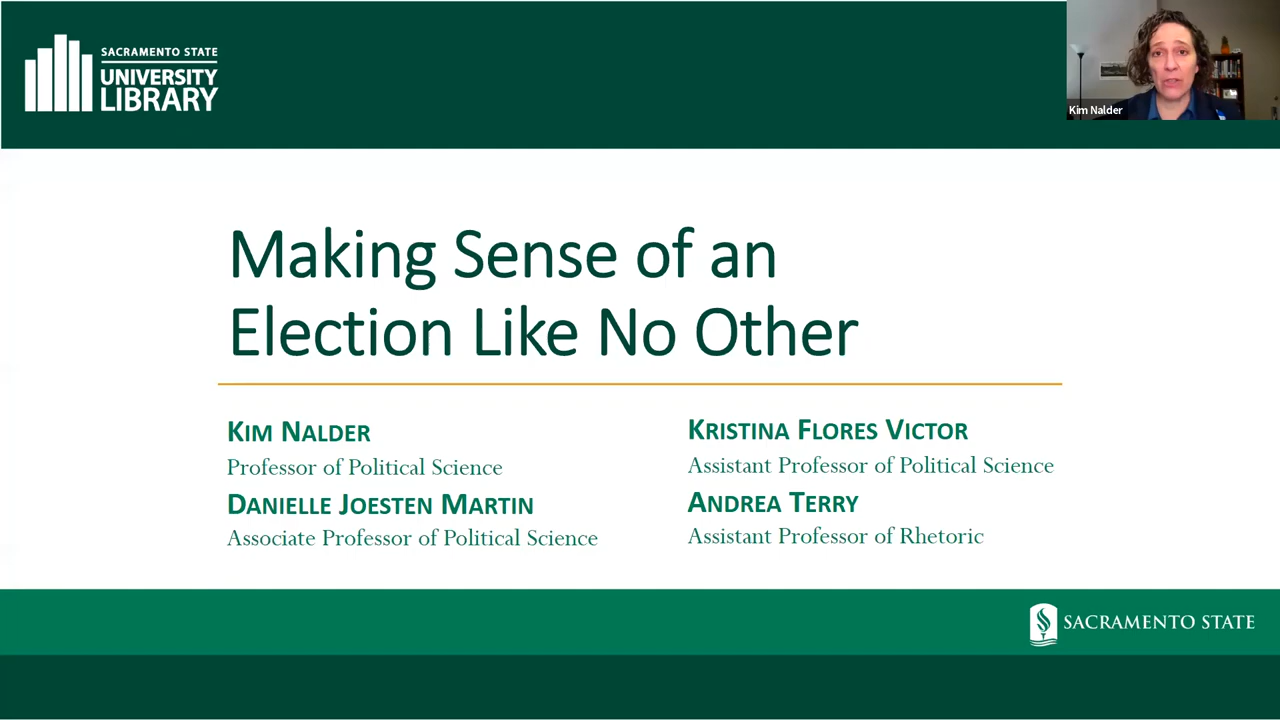 SACRAMENTO STATE
UNIVERSITY
LIBRARY
Kim Nalder
Making Sense of an
Election Like No Other
KIM NALDER
Professor of Political Science
DANIELLE JOESTEN MARTIN
Associate Professor of Political Science
KRISTINA FLORES VICTOR
Assistant Professor of Political Science
ANDREA TERRY
Assistant Professor of Rhetoric
SACRAMENTO STATE